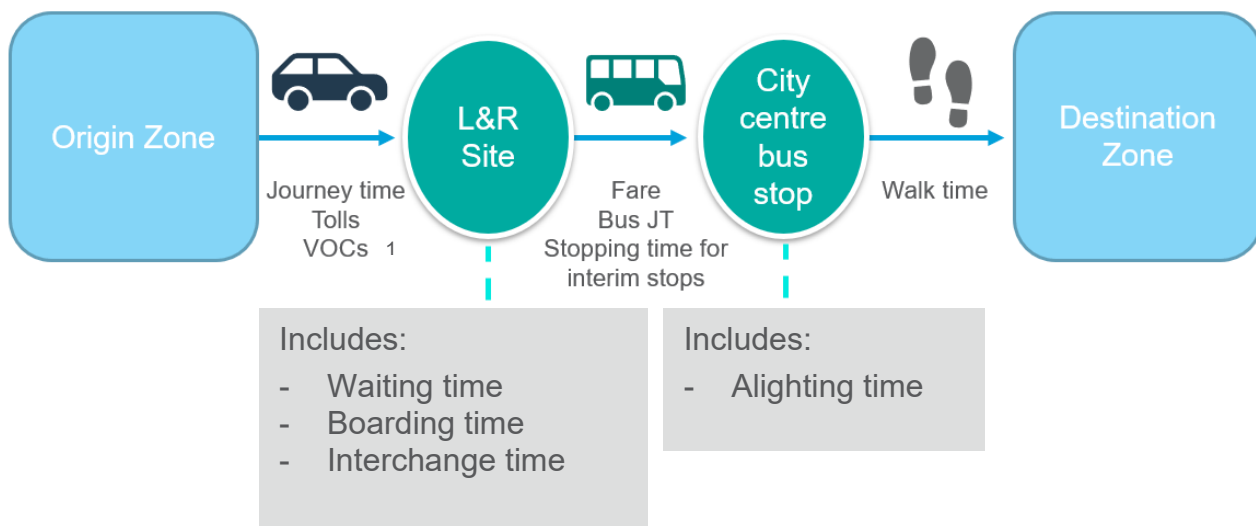 Origin Zone
Journey time
Tolls
VOCs 1
L&R
Site
Fare
Bus JT
Stopping time for
interim stops
City
centre
bus
stop
Walk time
Destination
Zone
Includes:
- Waiting time
- Boarding time
- Interchange time
Includes:
- Alighting time